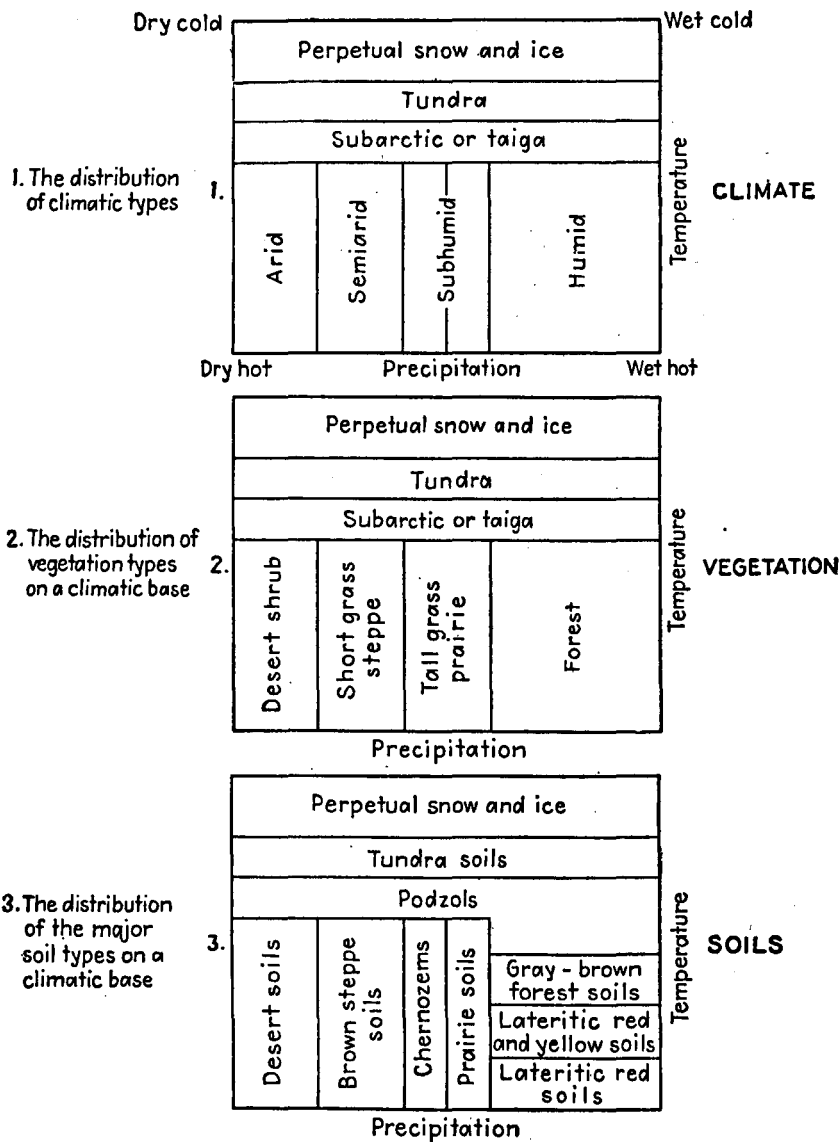 Dry cold
Wet cold
Perpetual snow and ice
Tundra
Subarctic or taiga
1. The distribution
of climatic types
1.
Arid
Semiarid
Subhumid
Humid
Temperature
CLIMATE
Dry hot
Precipitation
Wet hot
Perpetual snow and ice
Tundra
Subarctic or taiga
2. The distribution of
vegetation types
on a climatic base
2.
Desert shrub
Short grass
steppe
Tall grass
prairie
Forest
Temperature
VEGETATION
Precipitation
Perpetual snow and ice
Tundra soils
Podzols
3. The distribution
of the major
soil types on a
climatic base
3.
Desert soils
Brown steppe
soils
Chernozems
Prairie soils
Gray - brown
forest soils
Lateritic red
and yellow soils
Lateritic red
soils
Temperature
SOILS
Precipitation